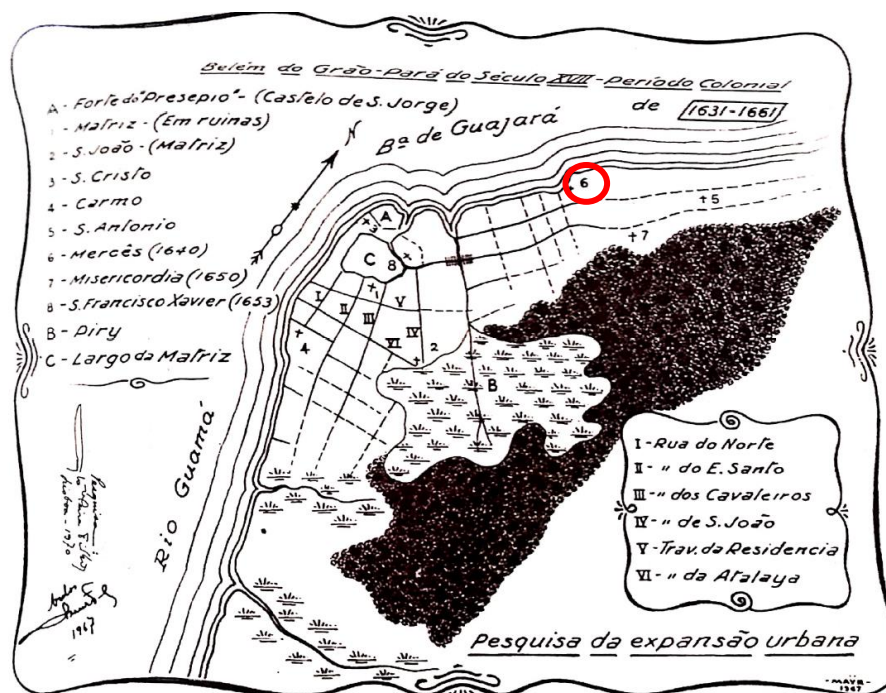 Belém do Grão-Pará do Século XVII - Período Colonial
de 1631-1661
A - Forte do "Presepio" - (Castelo de S. Jorge)
1 - Matriz - (Em ruinas)
2 - S. João - (Matriz)
3 - S. Cristo
4 - Carmo
5 - S. Antonio
6 - Mercês (1640)
7 - Misericordia (1650)
8 - S. Francisco Xavier (1653)
B - Piry
C - Largo da Matriz
N
Bª de Guajará
6
5
7
A
3
C
8
1
I
II
III
V
IV
VI
4
2
B
Rio Guamá
I - Rua do Norte
II - " do E. Santo
III - " dos Cavaleiros
IV - " de S. João
V - Trav. da Residencia
VI - " da Atalaya
Pesquisa
1967
Pesquisa da expansão urbana
- MAYR -
1967